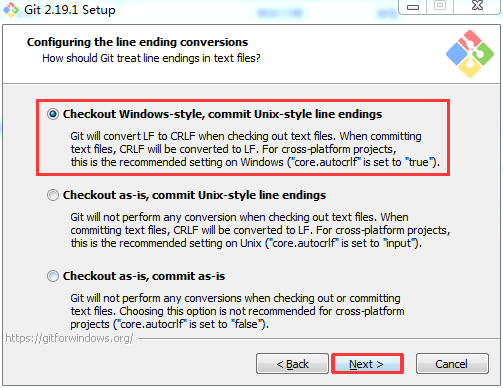 Git 2.19.1 Setup
Configuring the line ending conversions
How should Git treat line endings in text files?
Checkout Windows-style, commit Unix-style line endings
Git will convert LF to CRLF when checking out text files. When committing
text files, CRLF will be converted to LF. For cross-platform projects,
this is the recommended setting on Windows ("core.autocrlf" is set to "true").
Checkout as-is, commit Unix-style line endings
Git will not perform any conversion when checking out text files. When
committing text files, CRLF will be converted to LF. For cross-platform projects,
this is the recommended setting on Unix ("core.autocrlf" is set to "input").
Checkout as-is, commit as-is
Git will not perform any conversions when checking out or committing
text files. Choosing this option is not recommended for cross-platform
projects ("core.autocrlf" is set to "false").
https://gitforwindows.org/
< Back
Next >
Cancel